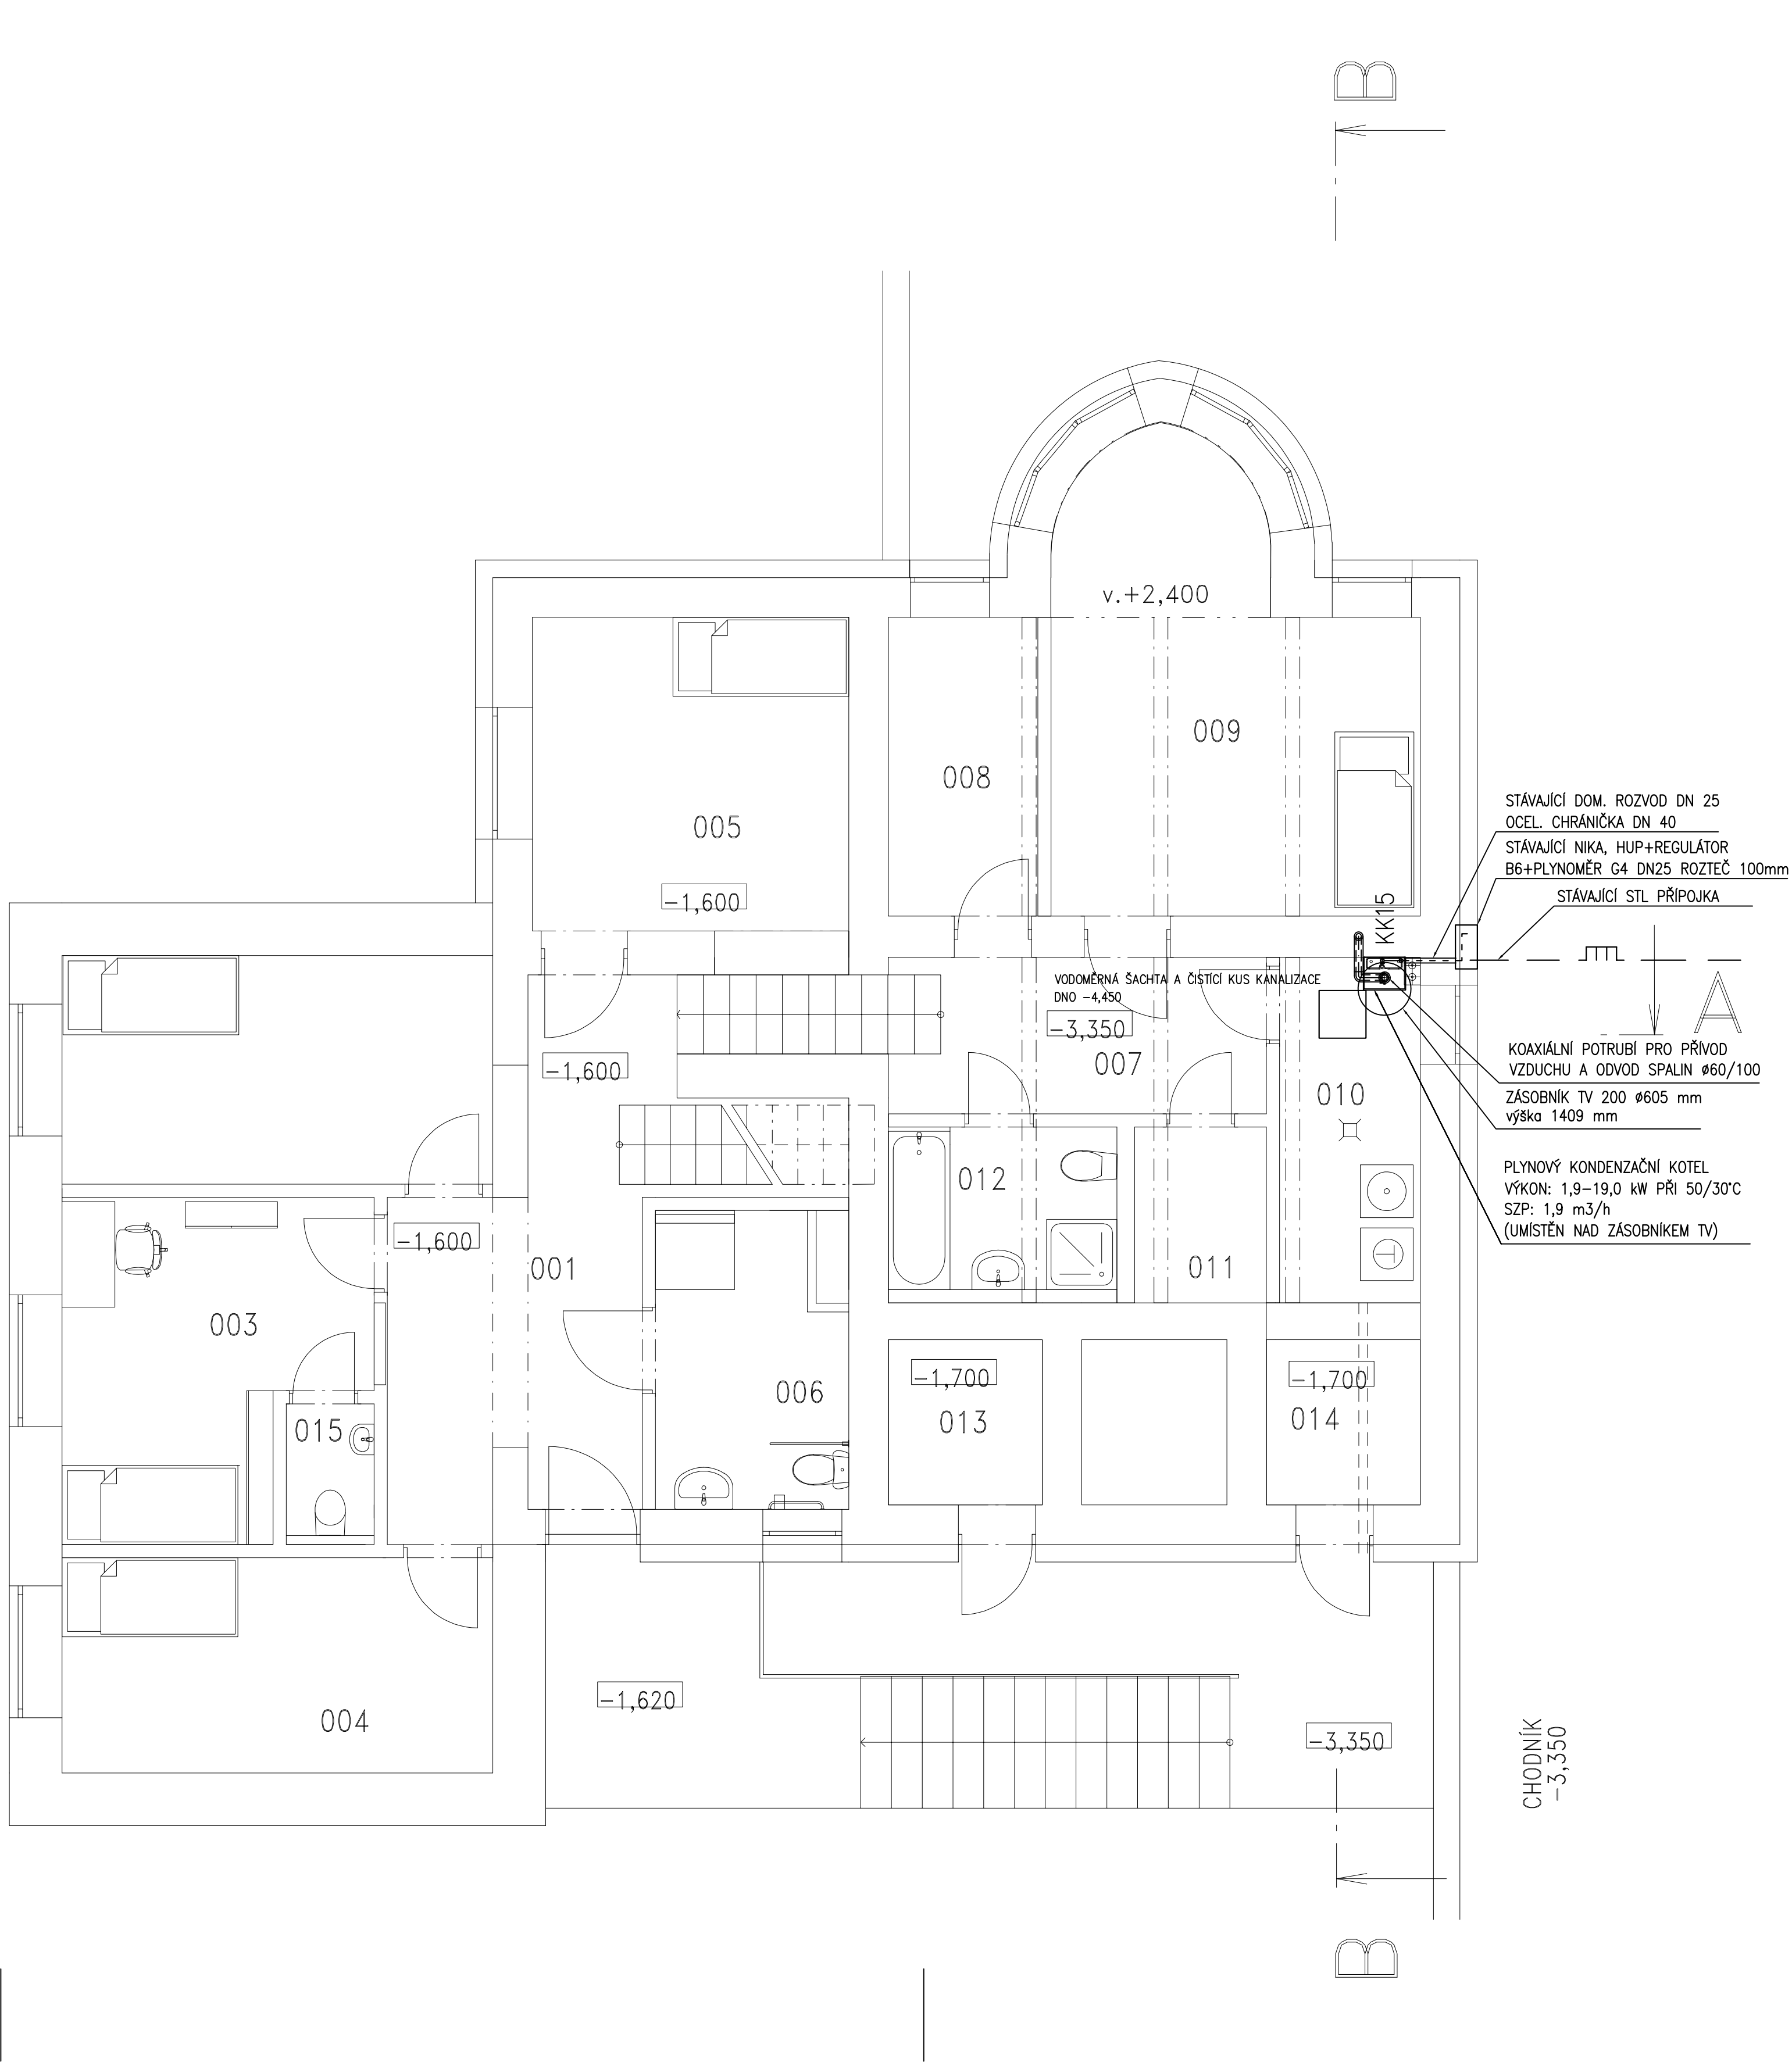 B
v.+2,400
009
008
005
-1,600
STÁVAJÍCÍ DOM. ROZVOD DN 25
OCEL. CHRÁNIČKA DN 40
STÁVAJÍCÍ NIKA, HUP+REGULÁTOR
B6+PLYNOMĚR G4 DN25 ROZTEČ 100mm
STÁVAJÍCÍ STL PŘÍPOJKA
KK15
VODOMĚRNÁ ŠACHTA A ČISTÍCÍ KUS KANALIZACE
DNO -4,450
-3,350
007
A
-1,600
010
KOAXIÁLNÍ POTRUBÍ PRO PŘÍVOD
VZDUCHU A ODVOD SPALIN ø60/100
ZÁSOBNÍK TV 200 ø605 mm
výška 1409 mm
PLYNOVÝ KONDENZAČNÍ KOTEL
VÝKON: 1,9-19,0 kW PŘI 50/30°C
SZP: 1,9 m3/h
(UMÍSTĚN NAD ZÁSOBNÍKEM TV)
012
-1,600
001
011
003
006
-1,700
-1,700
015
013
014
-1,620
004
-3,350
CHODNÍK
-3,350
B